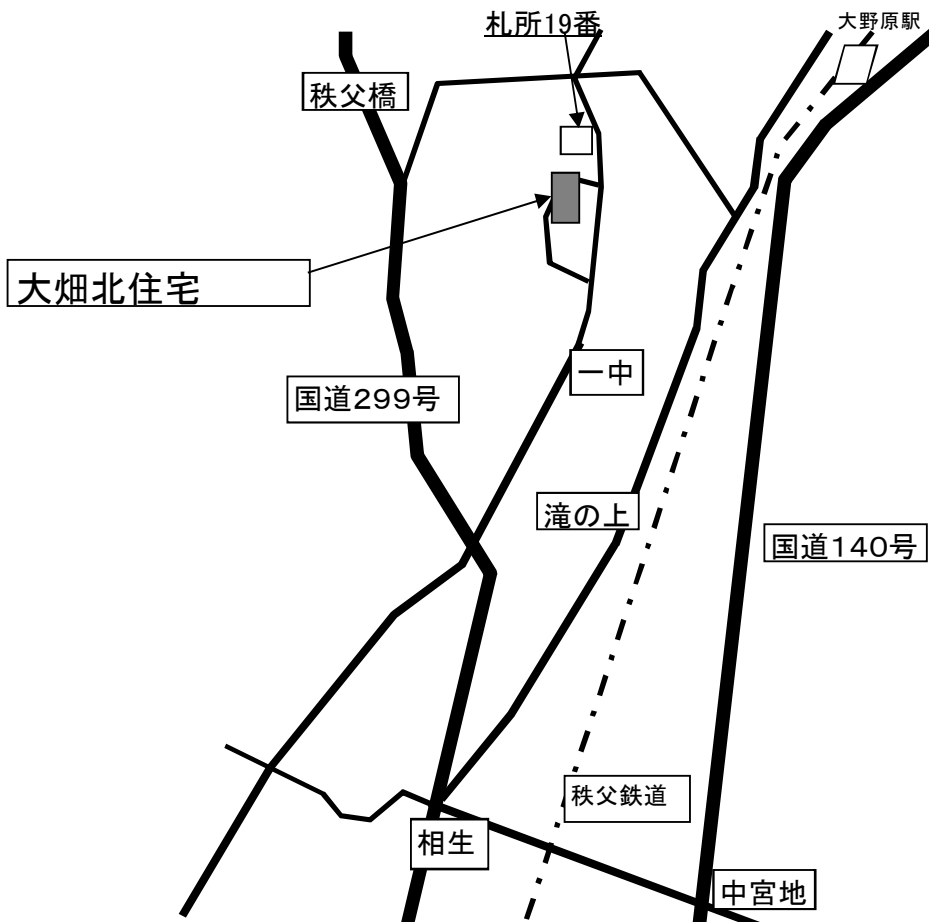 札所19番
大野原駅
秩父橋
大畑北住宅
一中
国道299号
滝の上
国道140号
秩父鉄道
相生
中宮地